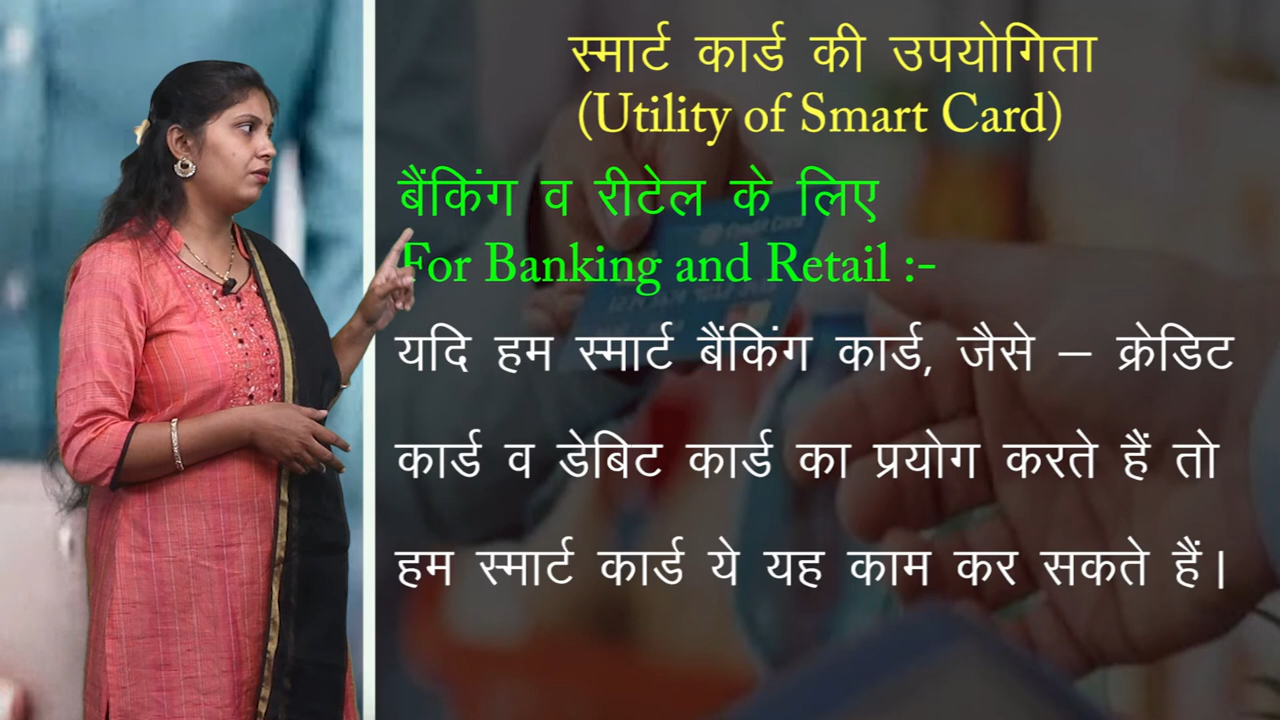 स्मार्ट कार्ड की उपयोगिता
(Utility of Smart Card)
बैंकिंग व रीटेल के लिए
For Banking and Retail :-
यदि हम स्मार्ट बैंकिंग कार्ड, जैसे – क्रेडिट
कार्ड व डेबिट कार्ड का प्रयोग करते हैं तो
हम स्मार्ट कार्ड ये यह काम कर सकते हैं।